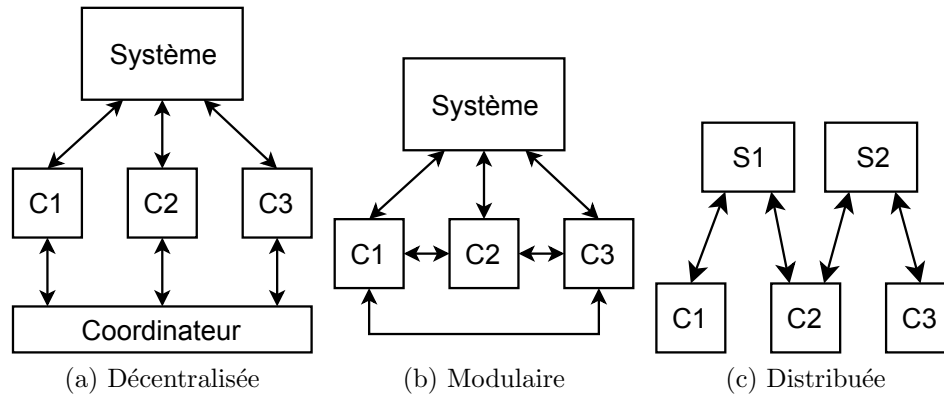 Système
C1
C2
C3
Coordinateur
(a) Décentralisée
Système
C1
C2
C3
(b) Modulaire
S1
S2
C1
C2
C3
(c) Distribuée